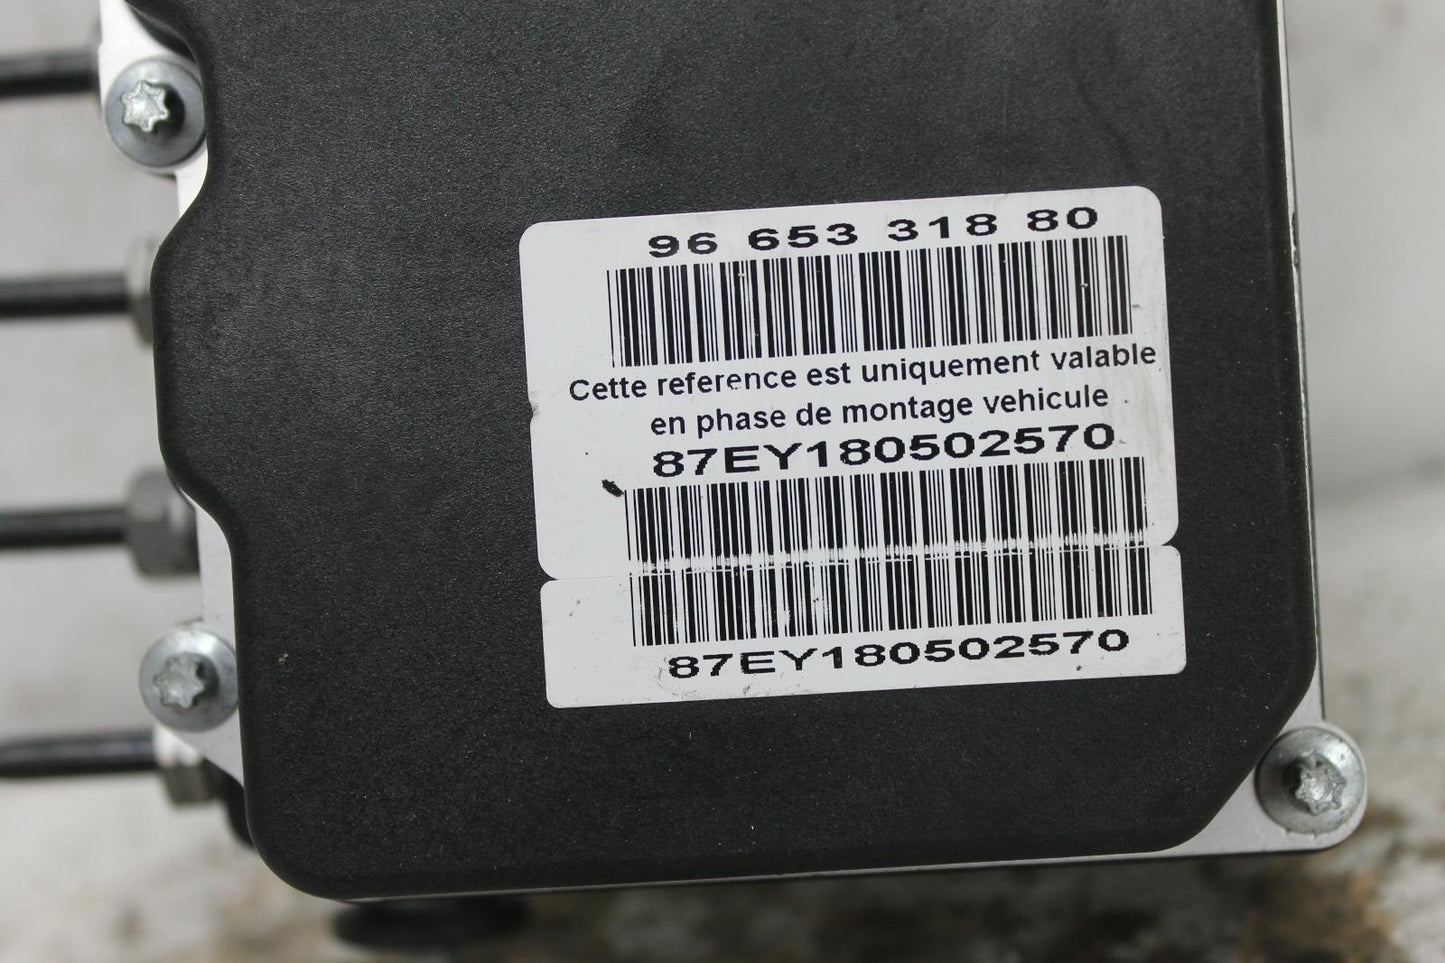 96 653 318 80
Cette reference est uniquement valable
en phase de montage vehicule
87EY180502570
87EY180502570